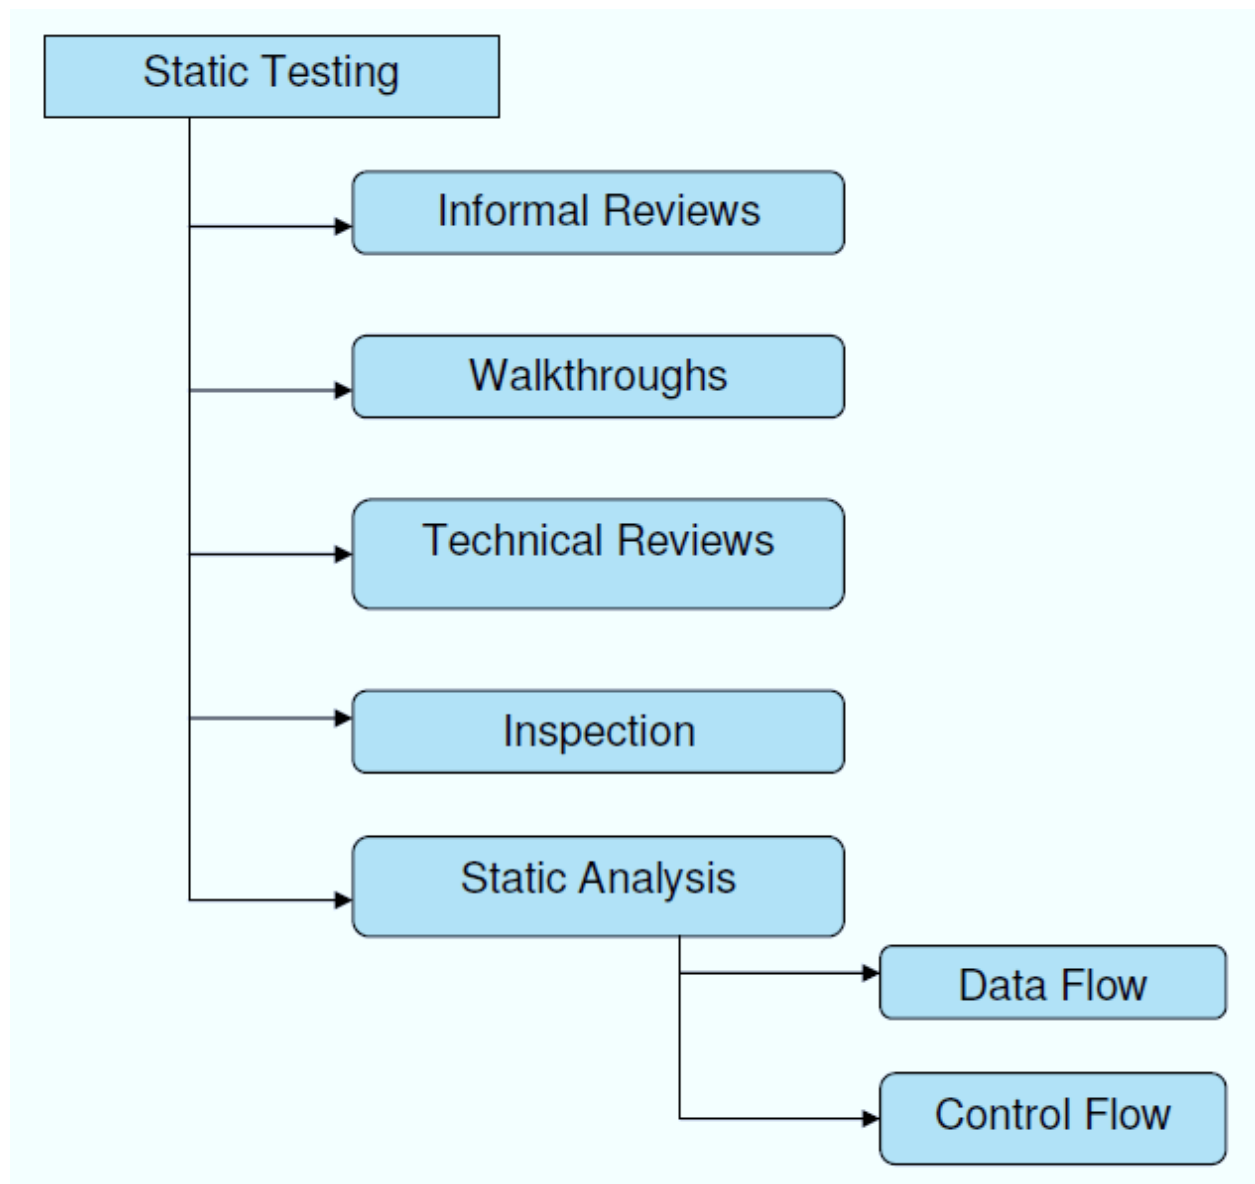 Static Testing
Informal Reviews
Walkthroughs
Technical Reviews
Inspection
Static Analysis
Data Flow
Control Flow